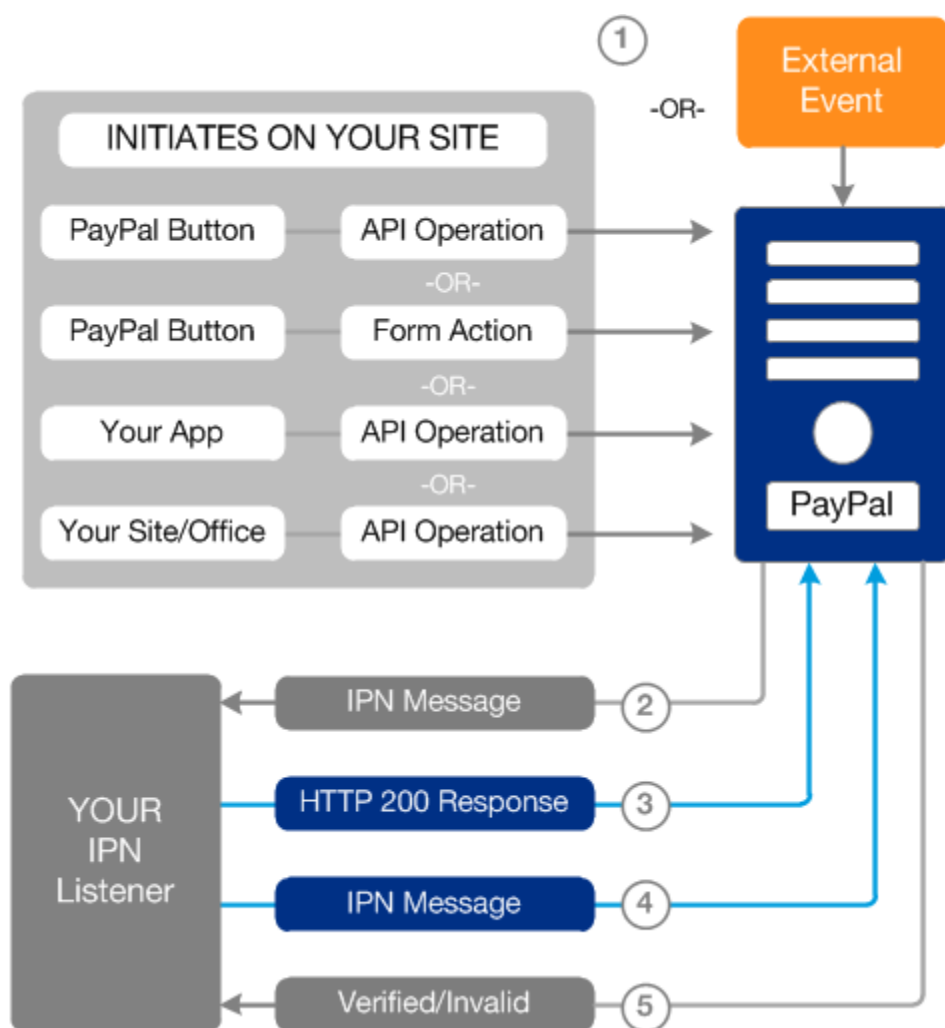 1
External
Event
-OR-
INITIATES ON YOUR SITE
PayPal Button API Operation
-OR-
PayPal Button Form Action
-OR-
Your App API Operation
-OR-
Your Site/Office API Operation
PayPal
IPN Message 2
HTTP 200 Response 3
YOUR
IPN
Listener
IPN Message 4
Verified/Invalid 5